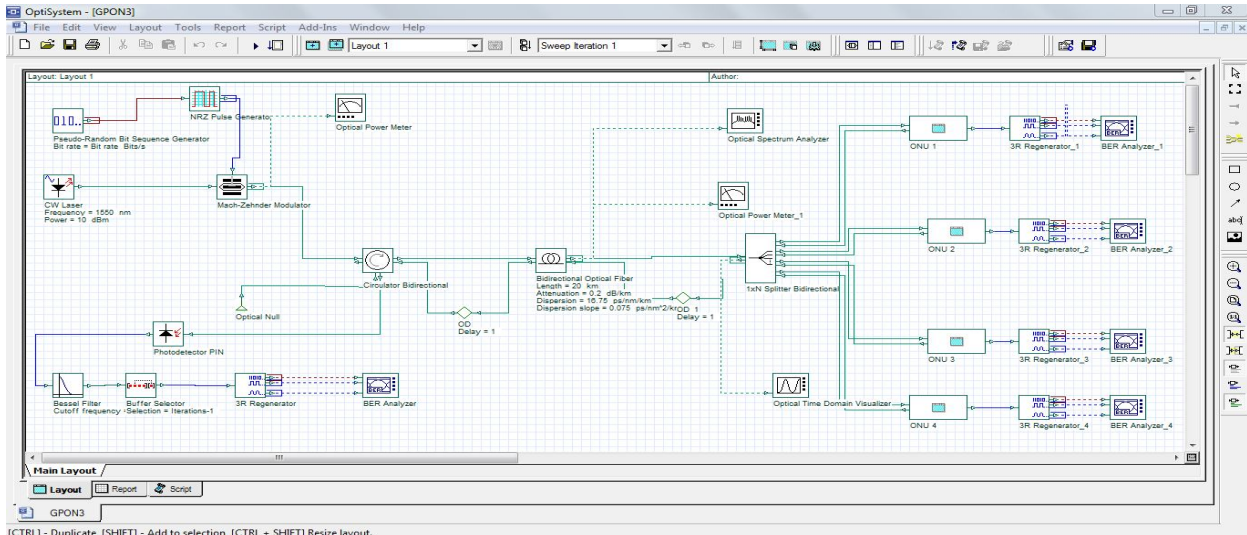 OptiSystem - [GPON3]
File Edit View Layout Tools Report Script Add-Ins Window Help
Layout 1
Sweep Iteration 1
Layout: Layout 1
Author:
010..
Pseudo-Random Bit Sequence Generator
Bit rate = Bit rate Bits/s
NRZ Pulse Generator
Optical Power Meter
CW Laser
Frequency = 1550 nm
Power = 10 dBm
Mach-Zehnder Modulator
Optical Spectrum Analyzer
Optical Power Meter_1
ONU 1
3R Regenerator_1
BER Analyzer_1
ONU 2
3R Regenerator_2
BER Analyzer_2
Circulator Bidirectional
Bidirectional Optical Fiber
Length = 20 km
Attenuation = 0.2 dB/km
Dispersion = 16.75 ps/nm/km
Dispersion slope = 0.075 ps/nm^2/k
1xN Splitter Bidirectional
Optical Null
OD
Delay = 1
OD_1
Delay = 1
Photodetector PIN
ONU 3
3R Regenerator_3
BER Analyzer_3
Bessel Filter
Cutoff frequency
Buffer Selector
Selection = Iterations-1
3R Regenerator
BER Analyzer
Optical Time Domain Visualizer
ONU 4
3R Regenerator_4
BER Analyzer_4
Main Layout
Layout Report Script
GPON3
[CTRL] - Duplicate, [SHIFT] - Add to selection, [CTRL + SHIFT] Resize layout.